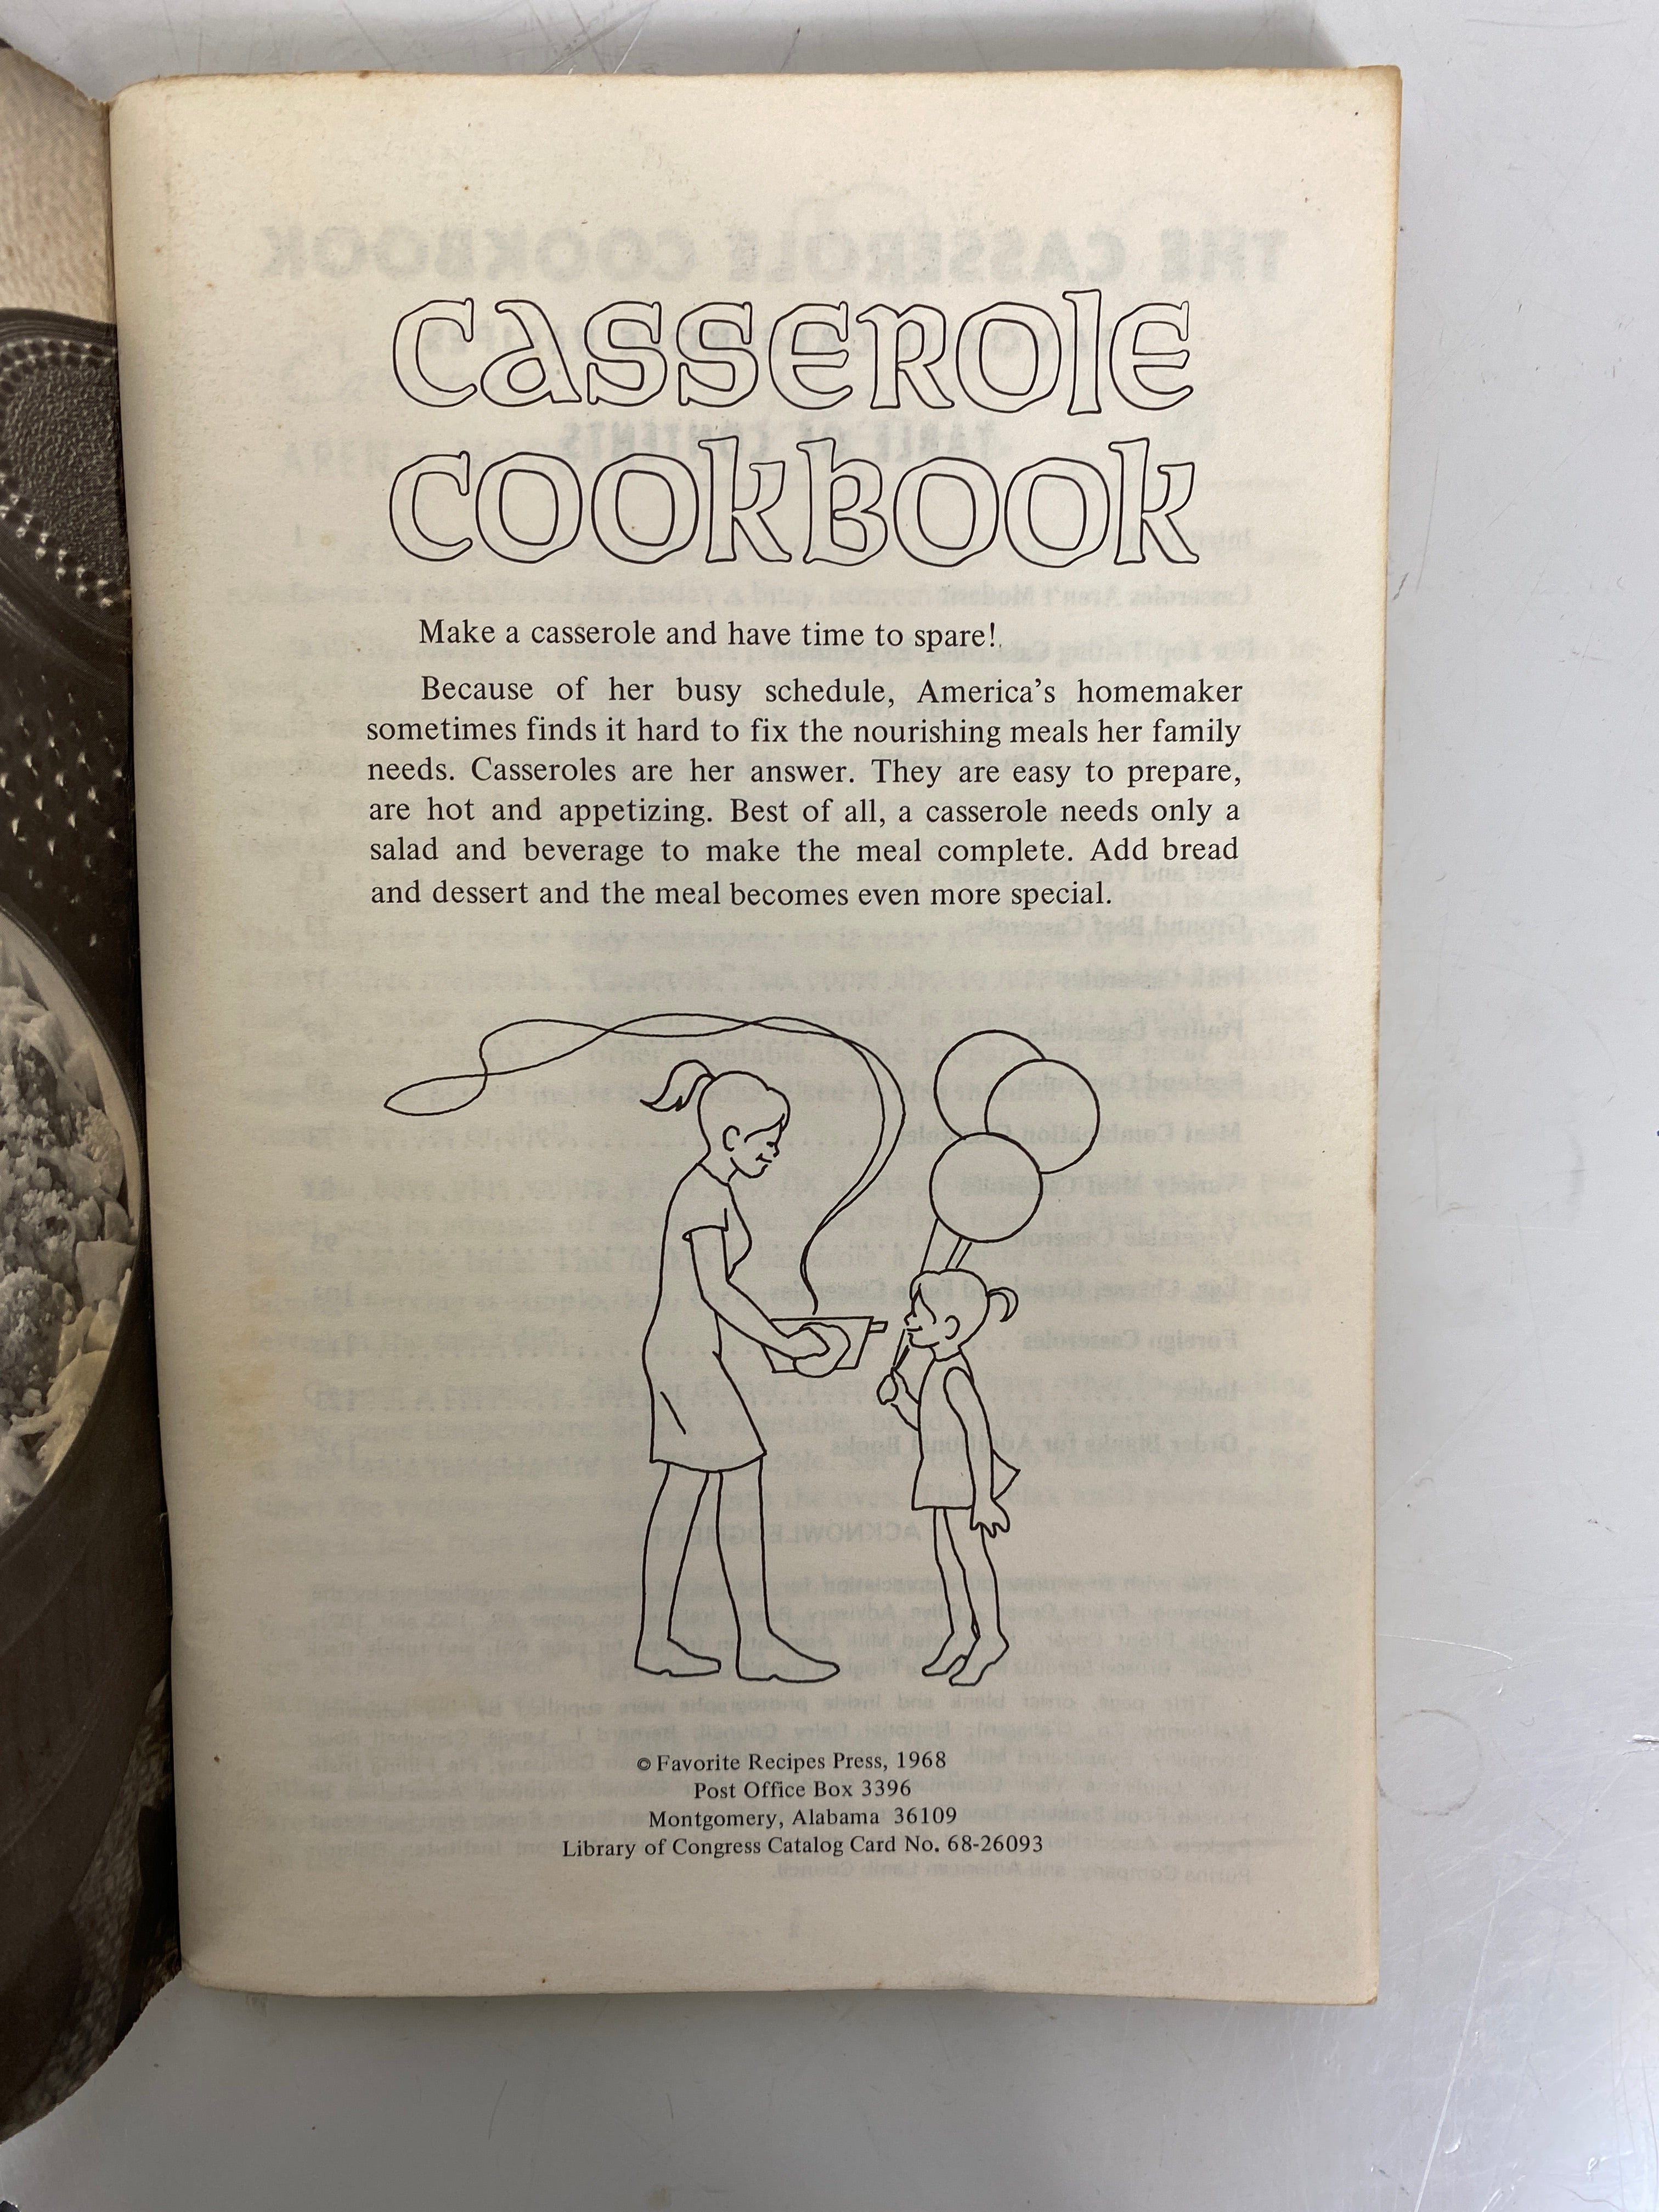 Casserole
Cookbook
Make a casserole and have time to spare!
Because of her busy schedule, America's homemaker
sometimes finds it hard to fix the nourishing meals her family
needs. Casseroles are her answer. They are easy to prepare,
are hot and appetizing. Best of all, a casserole needs only a
salad and beverage to make the meal complete. Add bread
and dessert and the meal becomes even more special.
© Favorite Recipes Press, 1968
Post Office Box 3396
Montgomery, Alabama 36109
Library of Congress Catalog Card No. 68-26093